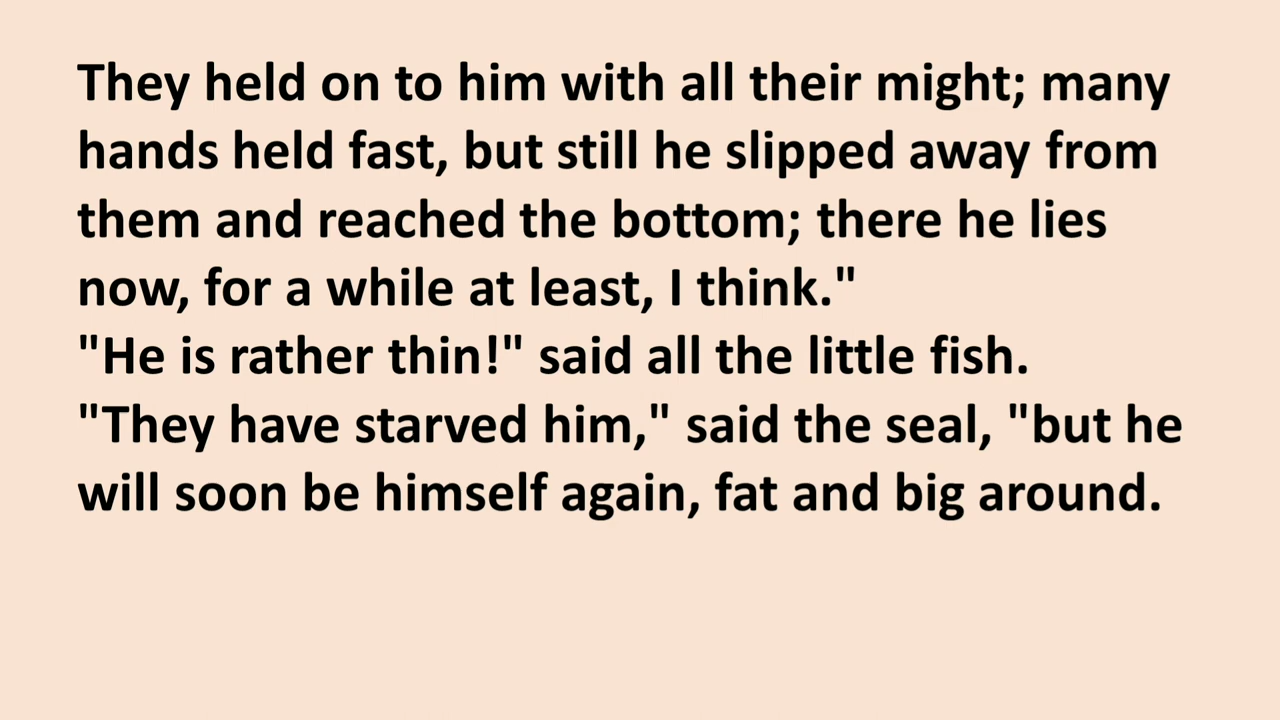 They held on to him with all their might; many
hands held fast, but still he slipped away from
them and reached the bottom; there he lies
now, for a while at least, I think."
"He is rather thin!" said all the little fish.
"They have starved him," said the seal, "but he
will soon be himself again, fat and big around.